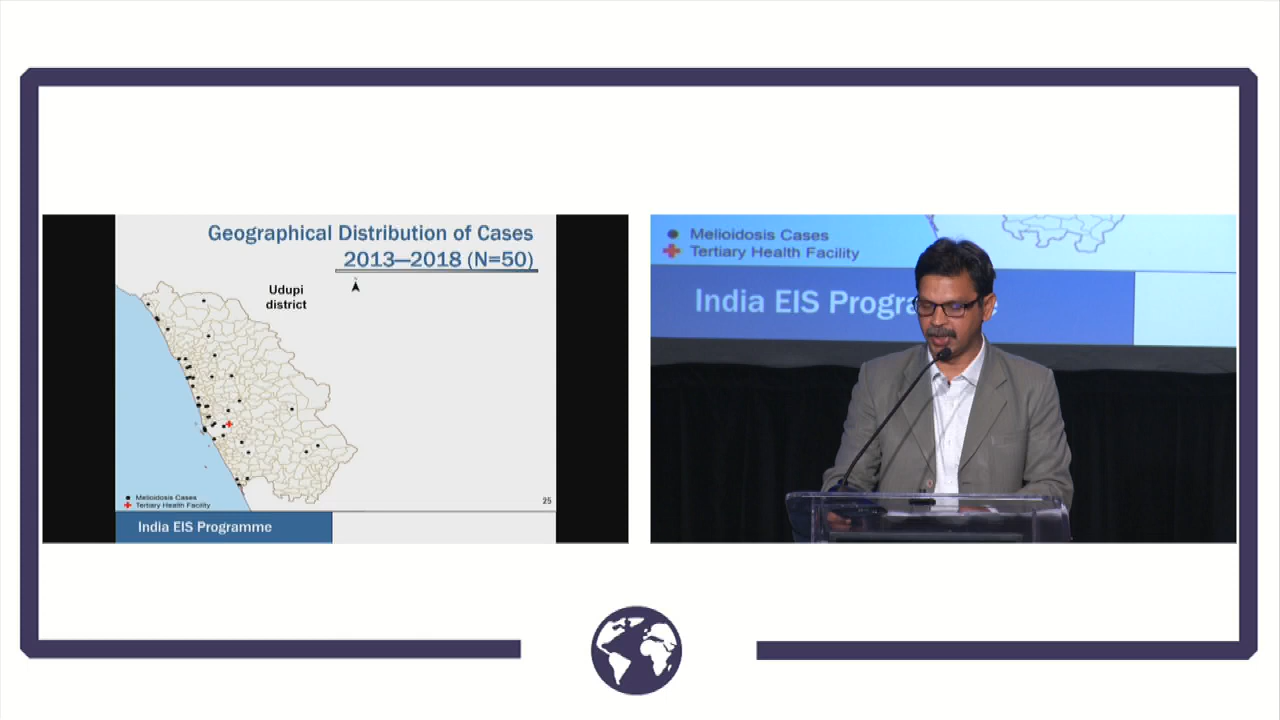 Geographical Distribution of Cases
2013—2018 (N=50)
Udupi
district
Melioidosis Cases
Tertiary Health Facility
25
India EIS Programme
Melioidosis Cases
Tertiary Health Facility
India EIS Progra